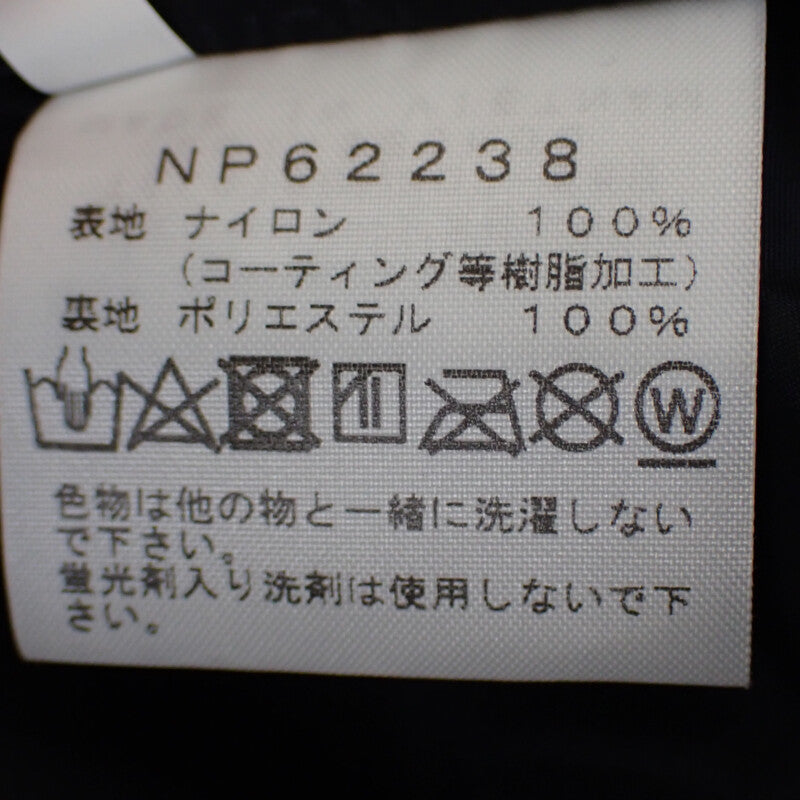 NP62238
表地 ナイロン 100%
(コーティング等樹脂加工)
裏地 ポリエステル 100%
W
色物は他の物と一緒に洗濯しない
で下さい。
蛍光剤入り洗剤は使用しないで下
さい。